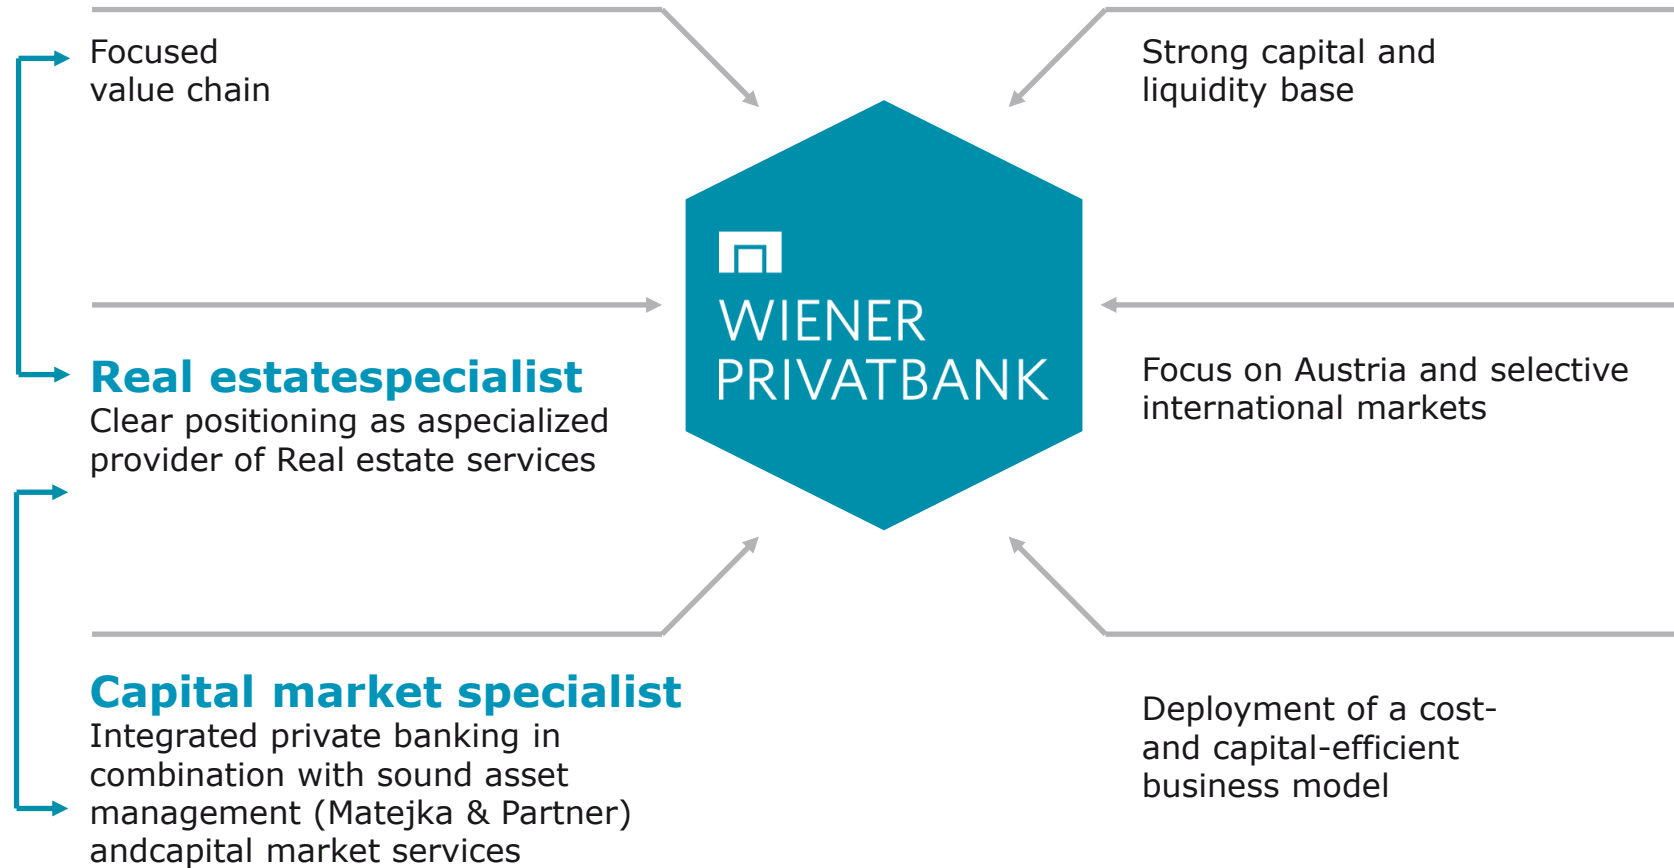 Focused
value chain
Real estatespecialist
Clear positioning as aspecialized
provider of Real estate services
Capital market specialist
Integrated private banking in
combination with sound asset
management (Matejka & Partner)
andcapital market services
WIENER
PRIVATBANK
Strong capital and
liquidity base
Focus on Austria and selective
international markets
Deployment of a cost-
and capital-efficient
business model